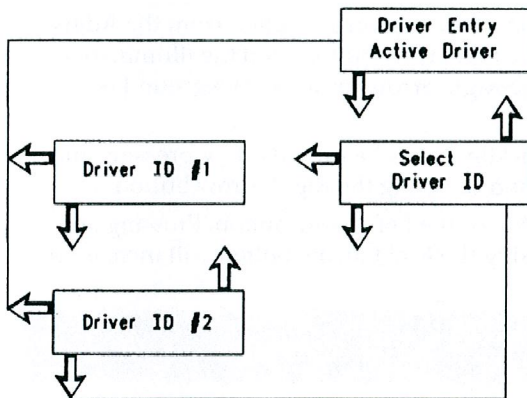 Driver Entry
Active Driver
Driver ID #1
Select
Driver ID
Driver ID #2